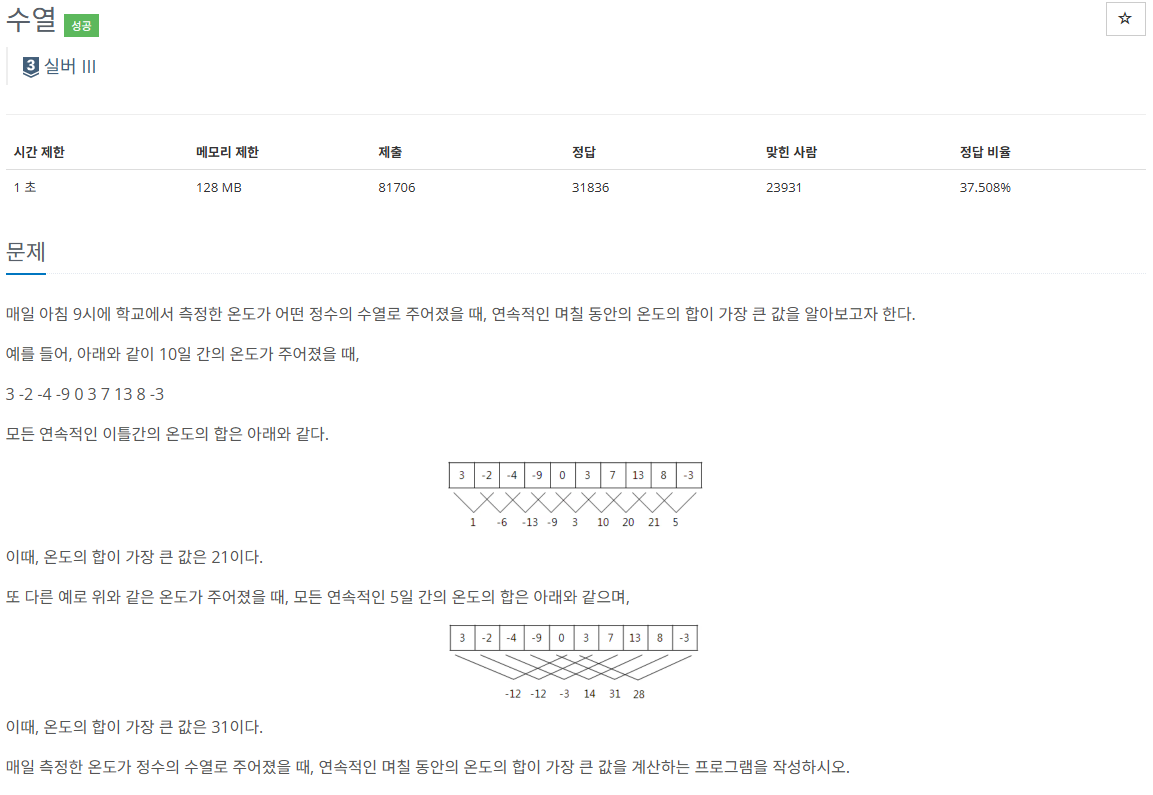 수열 성공
☆
3 실버 III
시간 제한 메모리 제한 제출 정답 맞힌 사람 정답 비율
1 초 128 MB 81706 31836 23931 37.508%
문제
매일 아침 9시에 학교에서 측정한 온도가 어떤 정수의 수열로 주어졌을 때, 연속적인 며칠 동안의 온도의 합이 가장 큰 값을 알아보고자 한다.
예를 들어, 아래와 같이 10일 간의 온도가 주어졌을 때,
3 -2 -4 -9 0 3 7 13 8 -3
모든 연속적인 이틀간의 온도의 합은 아래와 같다.
3 -2 -4 -9 0 3 7 13 8 -3
1 -6 -13 -9 3 10 20 21 5
이때, 온도의 합이 가장 큰 값은 21이다.
또 다른 예로 위와 같은 온도가 주어졌을 때, 모든 연속적인 5일 간의 온도의 합은 아래와 같으며,
3 -2 -4 -9 0 3 7 13 8 -3
-12 -12 -3 14 31 28
이때, 온도의 합이 가장 큰 값은 31이다.
매일 측정한 온도가 정수의 수열로 주어졌을 때, 연속적인 며칠 동안의 온도의 합이 가장 큰 값을 계산하는 프로그램을 작성하시오.